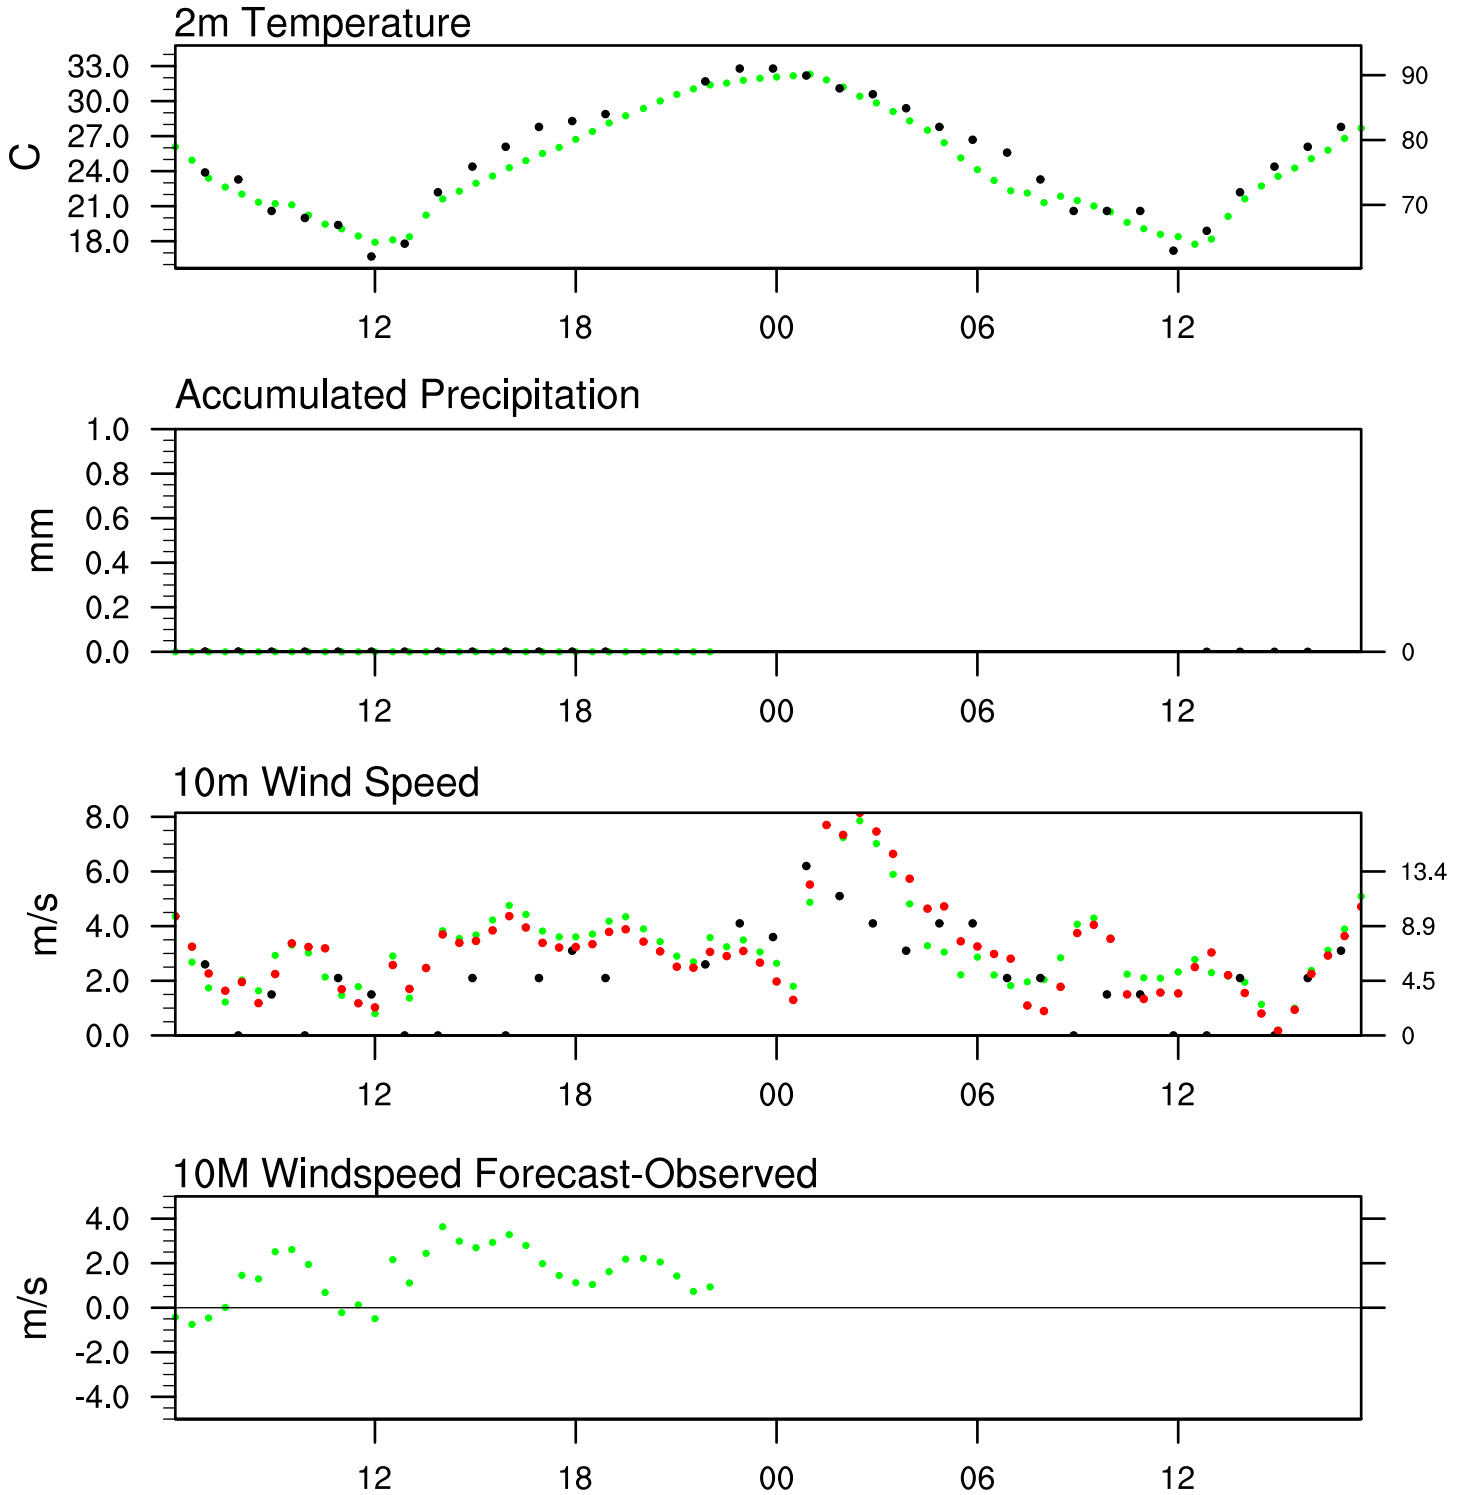 2m Temperature
33.0
30.0
27.0
24.0
21.0
18.0
C
90
80
70
12 18 00 06 12
Accumulated Precipitation
1.0
0.8
0.6
0.4
0.2
0.0
mm
0
12 18 00 06 12
10m Wind Speed
8.0
6.0
4.0
2.0
0.0
m/s
13.4
8.9
4.5
0
12 18 00 06 12
10M Windspeed Forecast-Observed
4.0
2.0
0.0
-2.0
-4.0
m/s
12 18 00 06 12